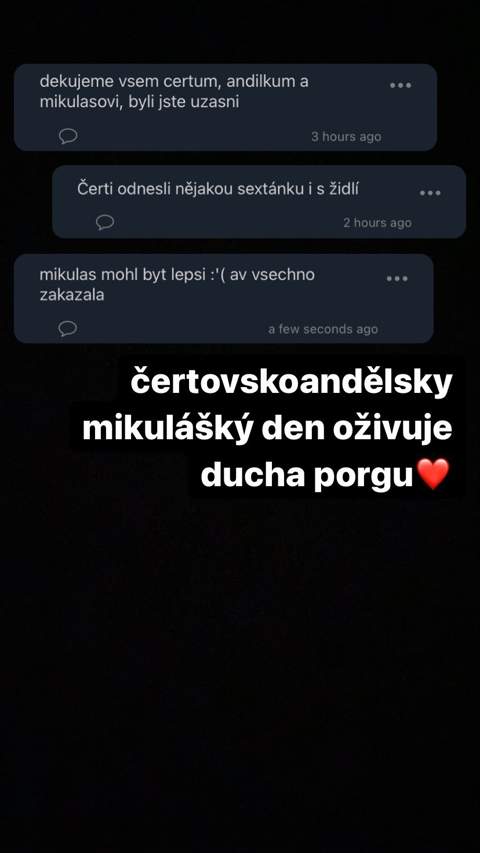 dekujeme vsem certum, andilkum a
mikulasovi, byli jste uzasni
3 hours ago
Čerti odnesli nějakou sextánku i s židlí
2 hours ago
mikulas mohl byt lepsi :'( av vsechno
zakazala
a few seconds ago
čertovskoandělsky
mikulášký den oživuje
ducha porgu❤️